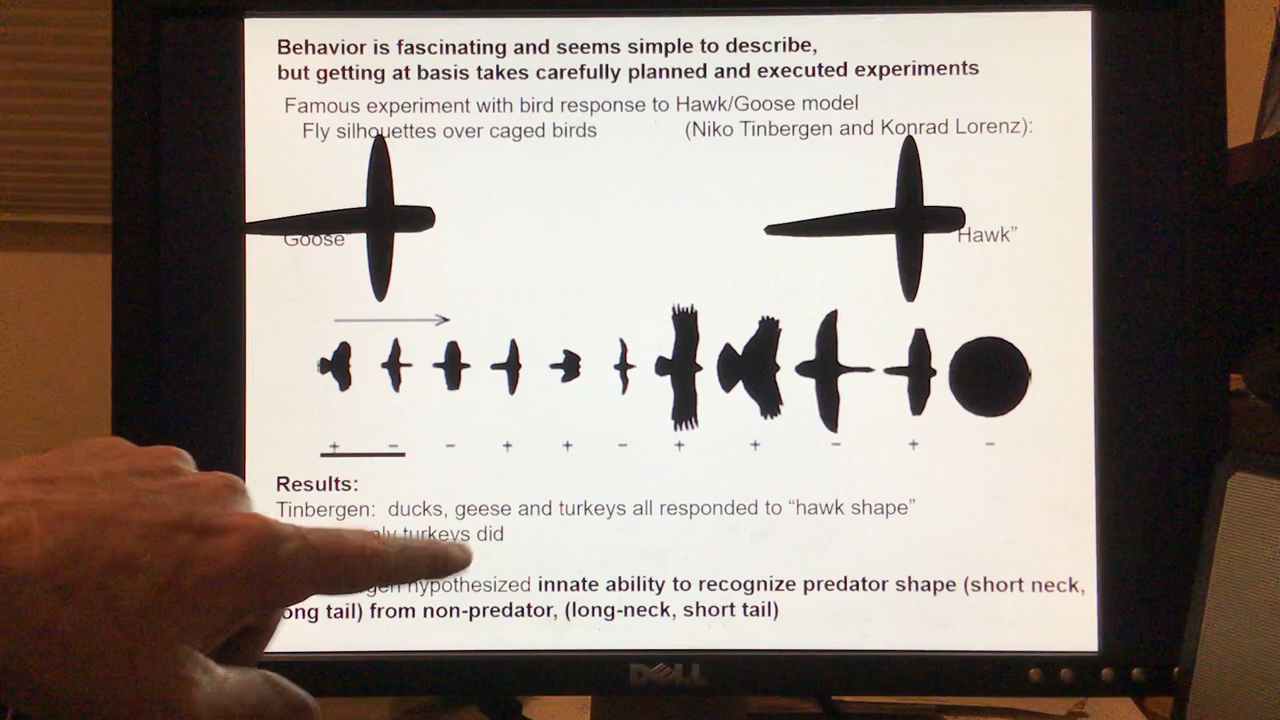 Behavior is fascinating and seems simple to describe,
but getting at basis takes carefully planned and executed experiments
Famous experiment with bird response to Hawk/Goose model
Fly silhouettes over caged birds (Niko Tinbergen and Konrad Lorenz):
Goose" Hawk"
+ - - + + - + + - + -
Results:
Tinbergen: ducks, geese and turkeys all responded to “hawk shape”
turkeys did
hypothesized innate ability to recognize predator shape (short neck,
long tail) from non-predator, (long-neck, short tail)
DELL